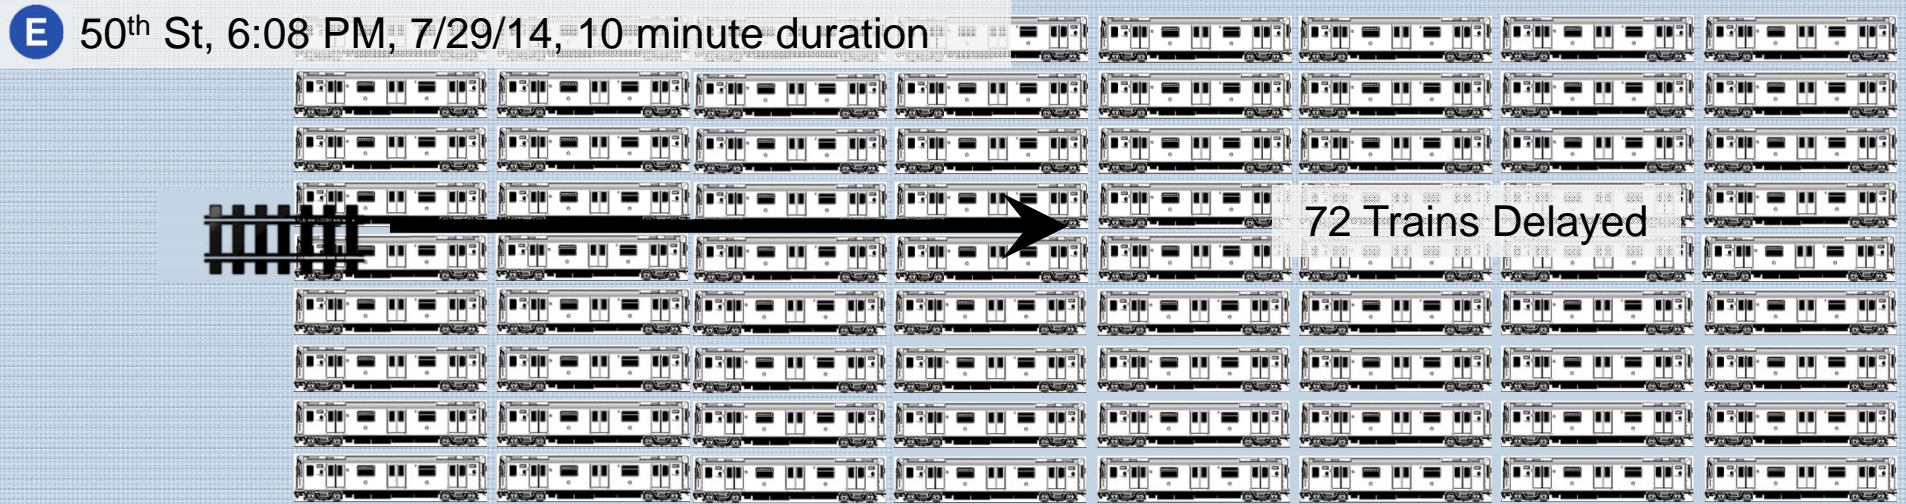 E 50th St, 6:08 PM, 7/29/14, 10 minute duration
72 Trains Delayed